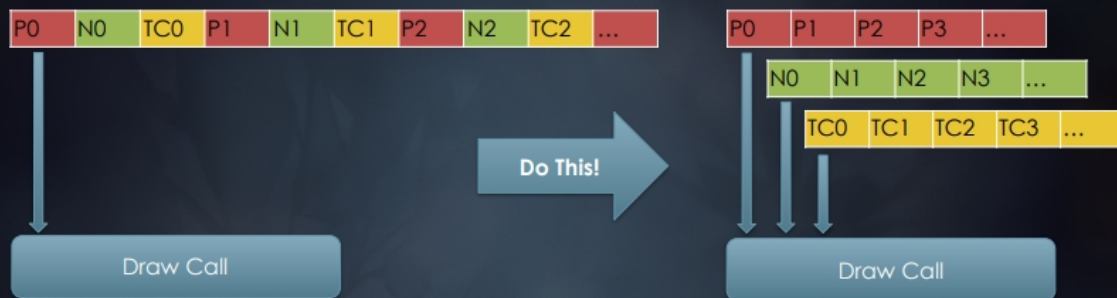 P0 N0 TC0 P1 N1 TC1 P2 N2 TC2 ...
P0 P1 P2 P3 ...
N0 N1 N2 N3 ...
TC0 TC1 TC2 TC3 ...
Do This!
Draw Call
Draw Call